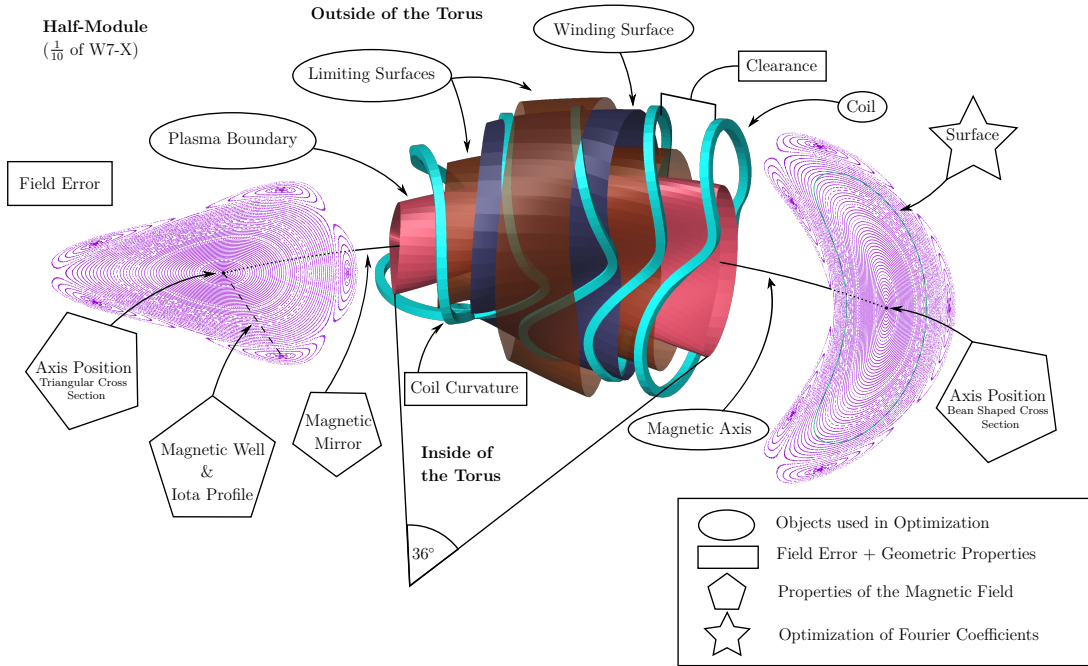 Half-Module
(1/10 of W7-X)
Outside of the Torus
Winding Surface
Limiting Surfaces
Clearance
Coil
Plasma Boundary
Surface
Field Error
Axis Position
Triangular Cross
Section
Coil Curvature
Magnetic
Mirror
Magnetic Well
&
Iota Profile
Magnetic Axis
Axis Position
Bean Shaped Cross
Section
Inside of
the Torus
36°
Objects used in Optimization
Field Error + Geometric Properties
Properties of the Magnetic Field
Optimization of Fourier Coefficients